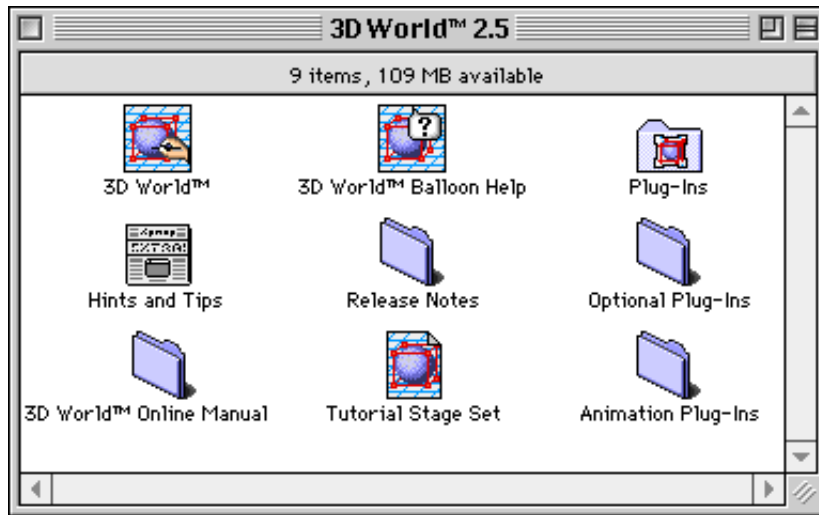 3D World™ 2.5
9 items, 109 MB available
?
3D World™
3D World™ Balloon Help
Plug-Ins
EXTRA!
Hints and Tips
Release Notes
Optional Plug-Ins
3D World™ Online Manual
Tutorial Stage Set
Animation Plug-Ins